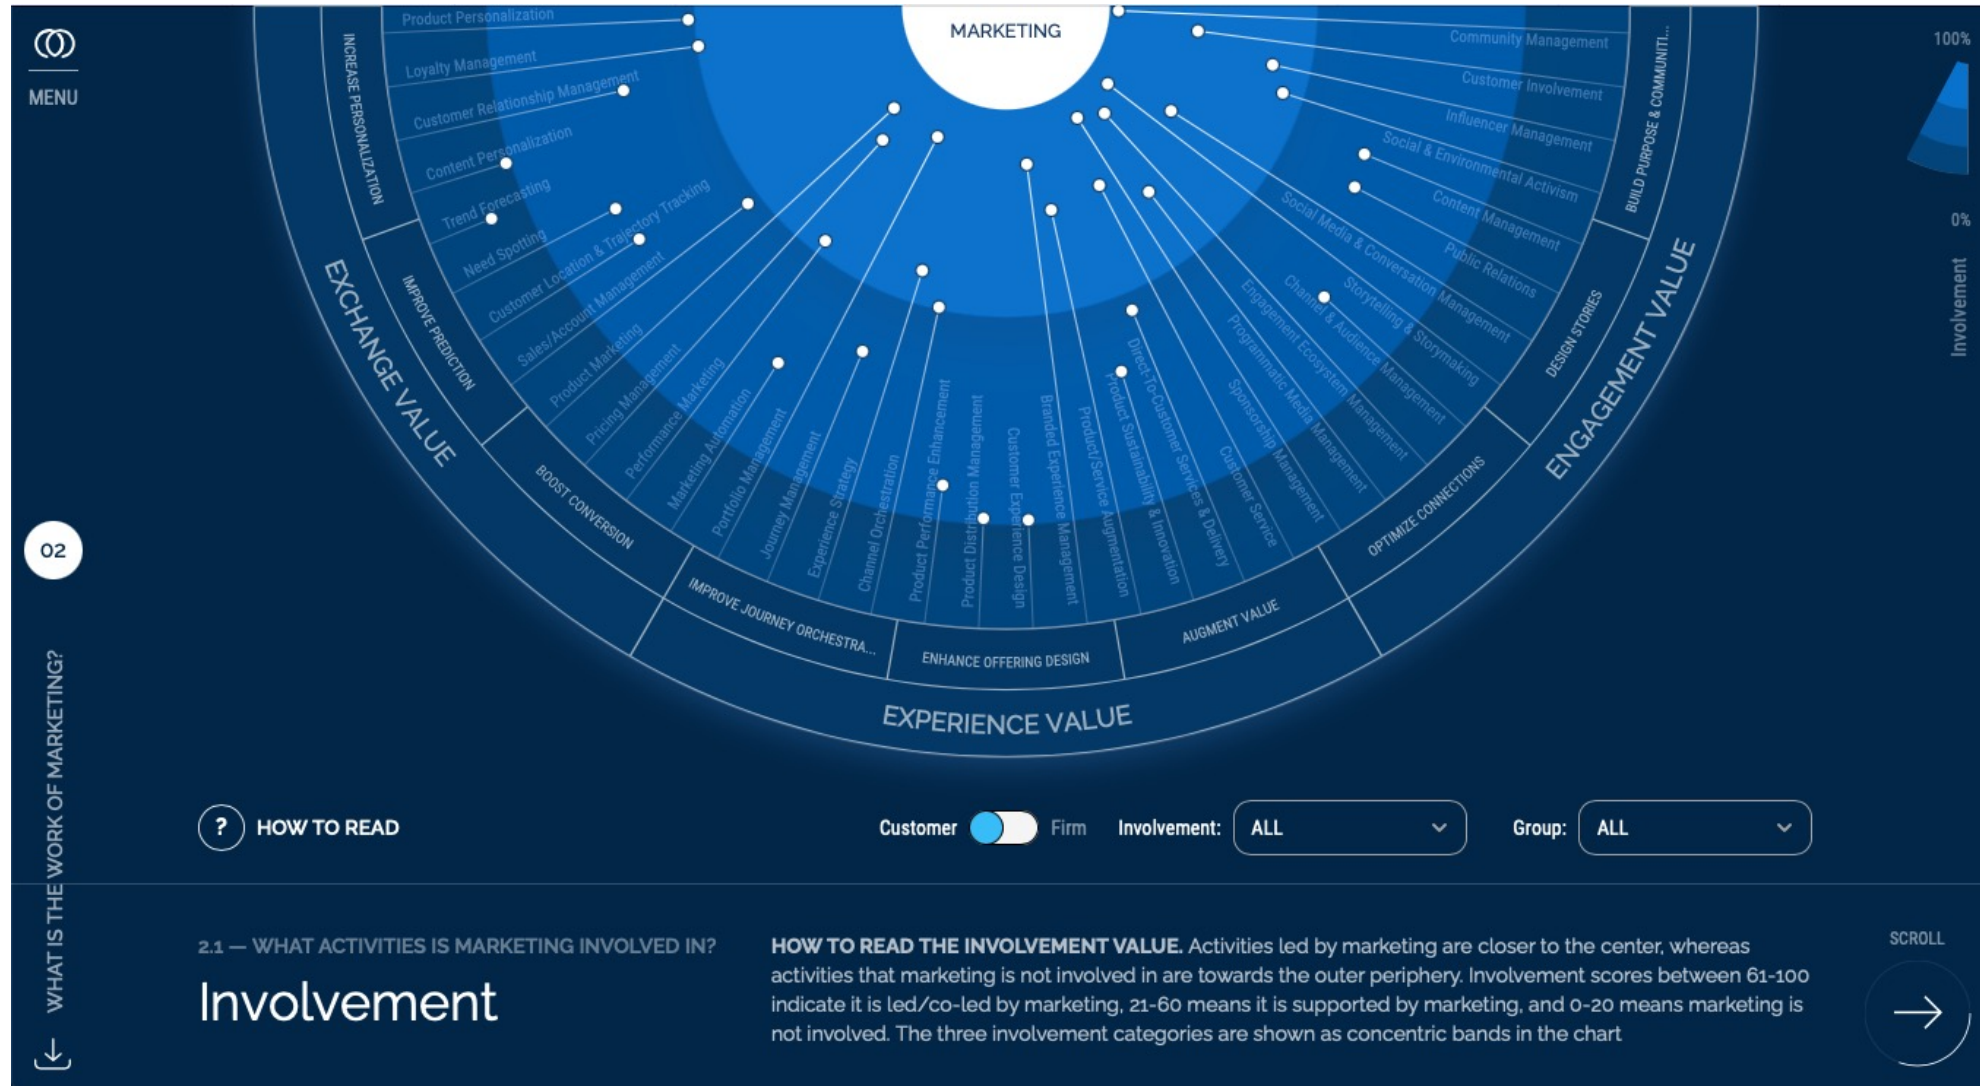 MENU
MARKETING
100%
0%
Involvement
Product Personalization
Loyalty Management
Customer Relationship Management
Content Personalization
Trend Forecasting
Need Spotting
Customer Location & Trajectory Tracking
Sales/Account Management
Product Marketing
Pricing Management
Performance Marketing
Marketing Automation
Portfolio Management
Journey Management
Experience Strategy
Channel Orchestration
Product Performance Enhancement
Product Distribution Management
Customer Experience Design
Branded Experience Management
Product/Service Augmentation
Product Sustainability & Innovation
Direct-To-Customer Services & Delivery
Customer Service
Sponsorship Management
Programmatic Media Management
Engagement Ecosystem Management
Channel & Audience Management
Storytelling & Storymaking
Social Media & Conversation Management
Public Relations
Content Management
Social & Environmental Activism
Influencer Management
Customer Involvement
Community Management
INCREASE PERSONALIZATION
IMPROVE PREDICTION
BOOST CONVERSION
IMPROVE JOURNEY ORCHESTRA...
ENHANCE OFFERING DESIGN
AUGMENT VALUE
OPTIMIZE CONNECTIONS
DESIGN STORIES
BUILD PURPOSE & COMMUNITI...
EXCHANGE VALUE
EXPERIENCE VALUE
ENGAGEMENT VALUE
02
WHAT IS THE WORK OF MARKETING?
? HOW TO READ
Customer Firm Involvement: ALL Group: ALL
2.1 — WHAT ACTIVITIES IS MARKETING INVOLVED IN?
Involvement
HOW TO READ THE INVOLVEMENT VALUE. Activities led by marketing are closer to the center, whereas
activities that marketing is not involved in are towards the outer periphery. Involvement scores between 61-100
indicate it is led/co-led by marketing, 21-60 means it is supported by marketing, and 0-20 means marketing is
not involved. The three involvement categories are shown as concentric bands in the chart
SCROLL